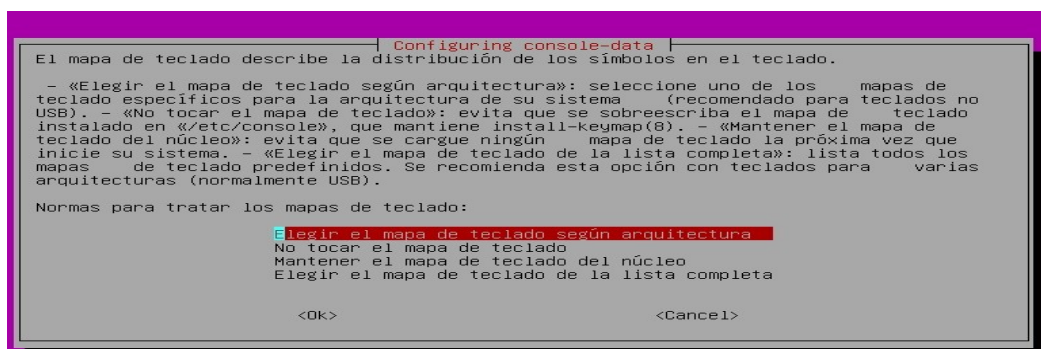 Configuring console-data
El mapa de teclado describe la distribución de los símbolos en el teclado.
– «Elegir el mapa de teclado según arquitectura»: seleccione uno de los mapas de
teclado específicos para la arquitectura de su sistema (recomendado para teclados no
USB). – «No tocar el mapa de teclado»: evita que se sobreescriba el mapa de teclado
instalado en «/etc/console», que mantiene install-keymap(8). – «Mantener el mapa de
teclado del núcleo»: evita que se cargue ningún mapa de teclado la próxima vez que
inicie su sistema. – «Elegir el mapa de teclado de la lista completa»: lista todos los
mapas de teclado predefinidos. Se recomienda esta opción con teclados para varias
arquitecturas (normalmente USB).
Normas para tratar los mapas de teclado:
Elegir el mapa de teclado según arquitectura
No tocar el mapa de teclado
Mantener el mapa de teclado del núcleo
Elegir el mapa de teclado de la lista completa
<Ok> <Cancel>